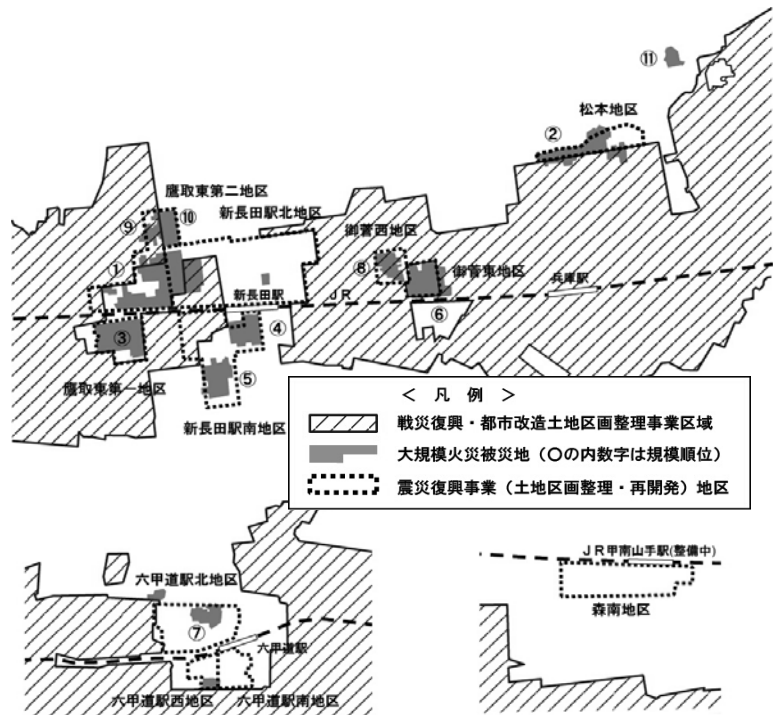 ⑪
松本地区
②
鷹取東第二地区
⑨
⑩
新長田駅北地区
御菅西地区
①
⑧
御菅東地区
新長田駅
JR
兵庫駅
⑥
③
④
鷹取東第一地区
⑤
新長田駅南地区
＜ 凡 例 ＞
戦災復興・都市改造土地区画整理事業区域
大規模火災被災地（○の内数字は規模順位）
震災復興事業（土地区画整理・再開発）地区
六甲道駅北地区
⑦
六甲道駅
六甲道駅西地区
六甲道駅南地区
JR甲南山手駅(整備中)
森南地区